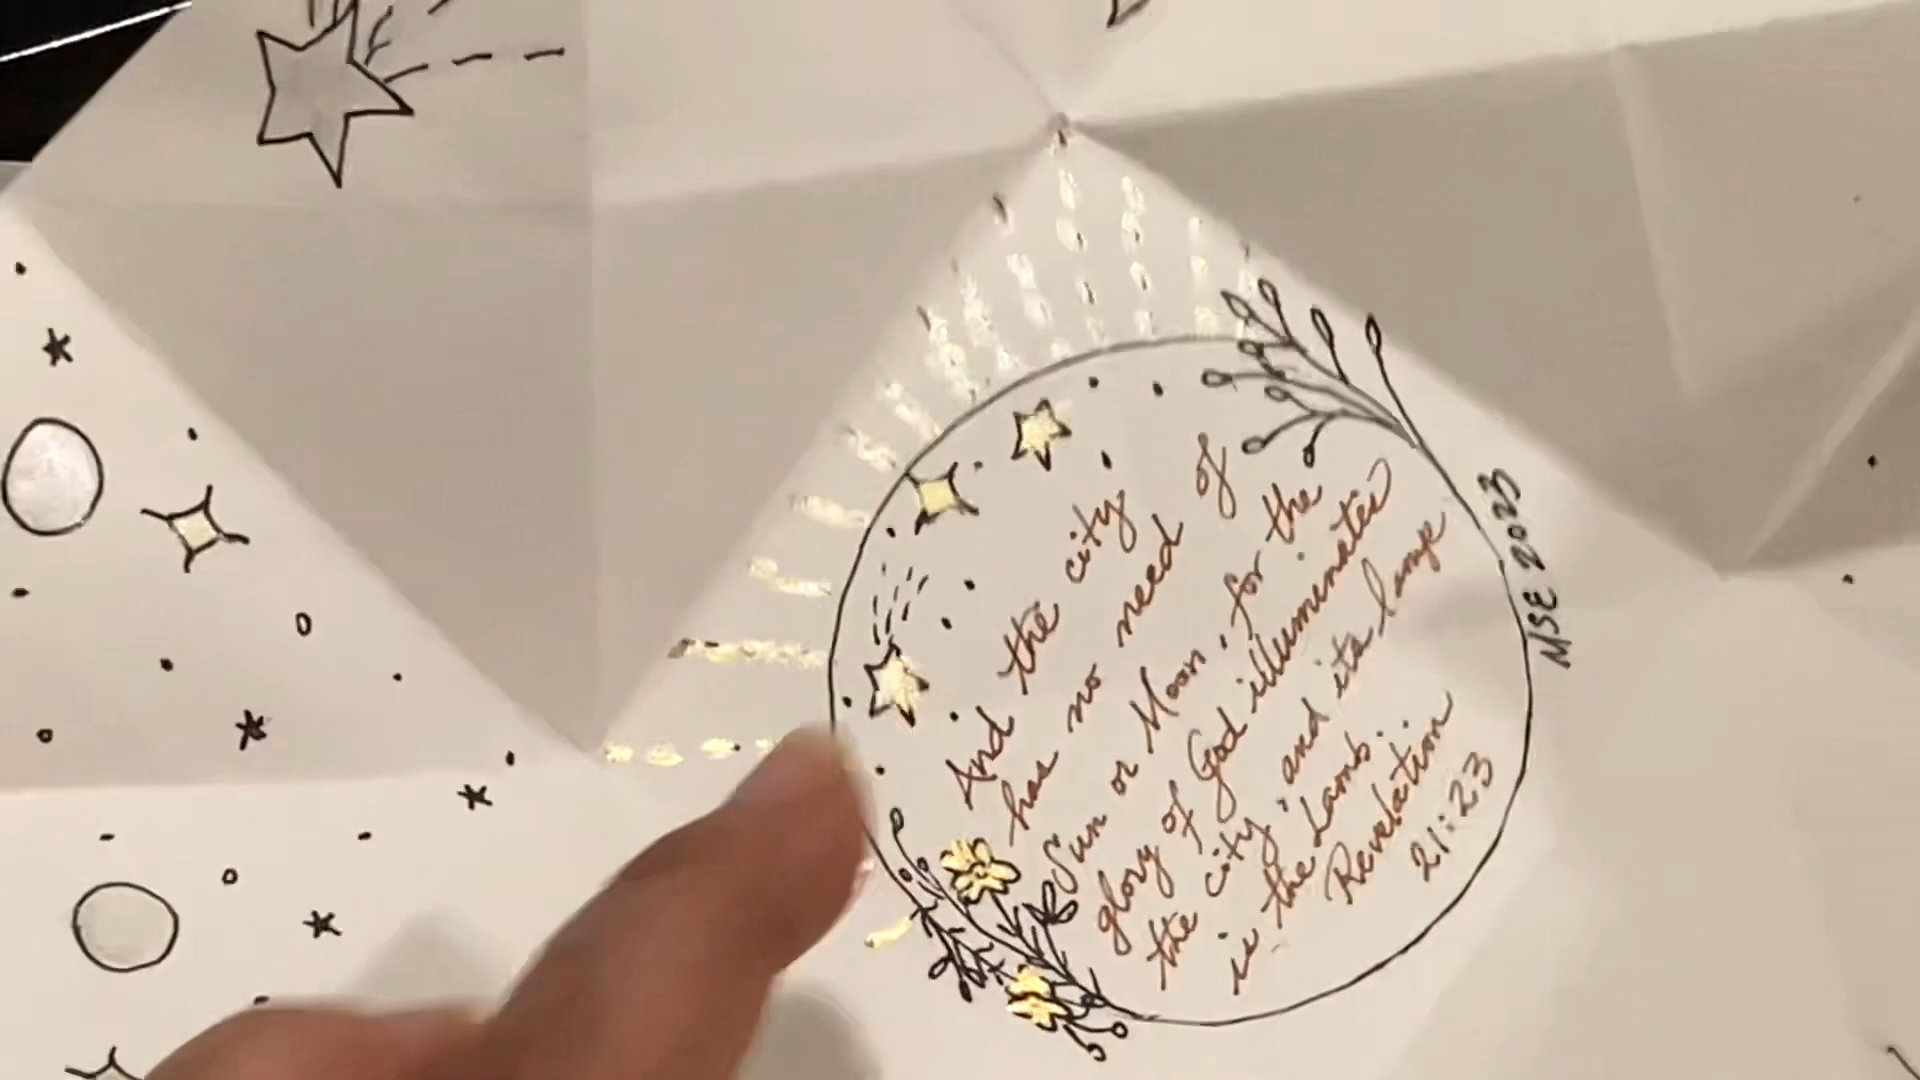 And the city
has no need of
Sun or Moon, for the
glory of God illuminates
the city, and its lamp
is the Lamb.
Revelation
21:23
MSE 2023